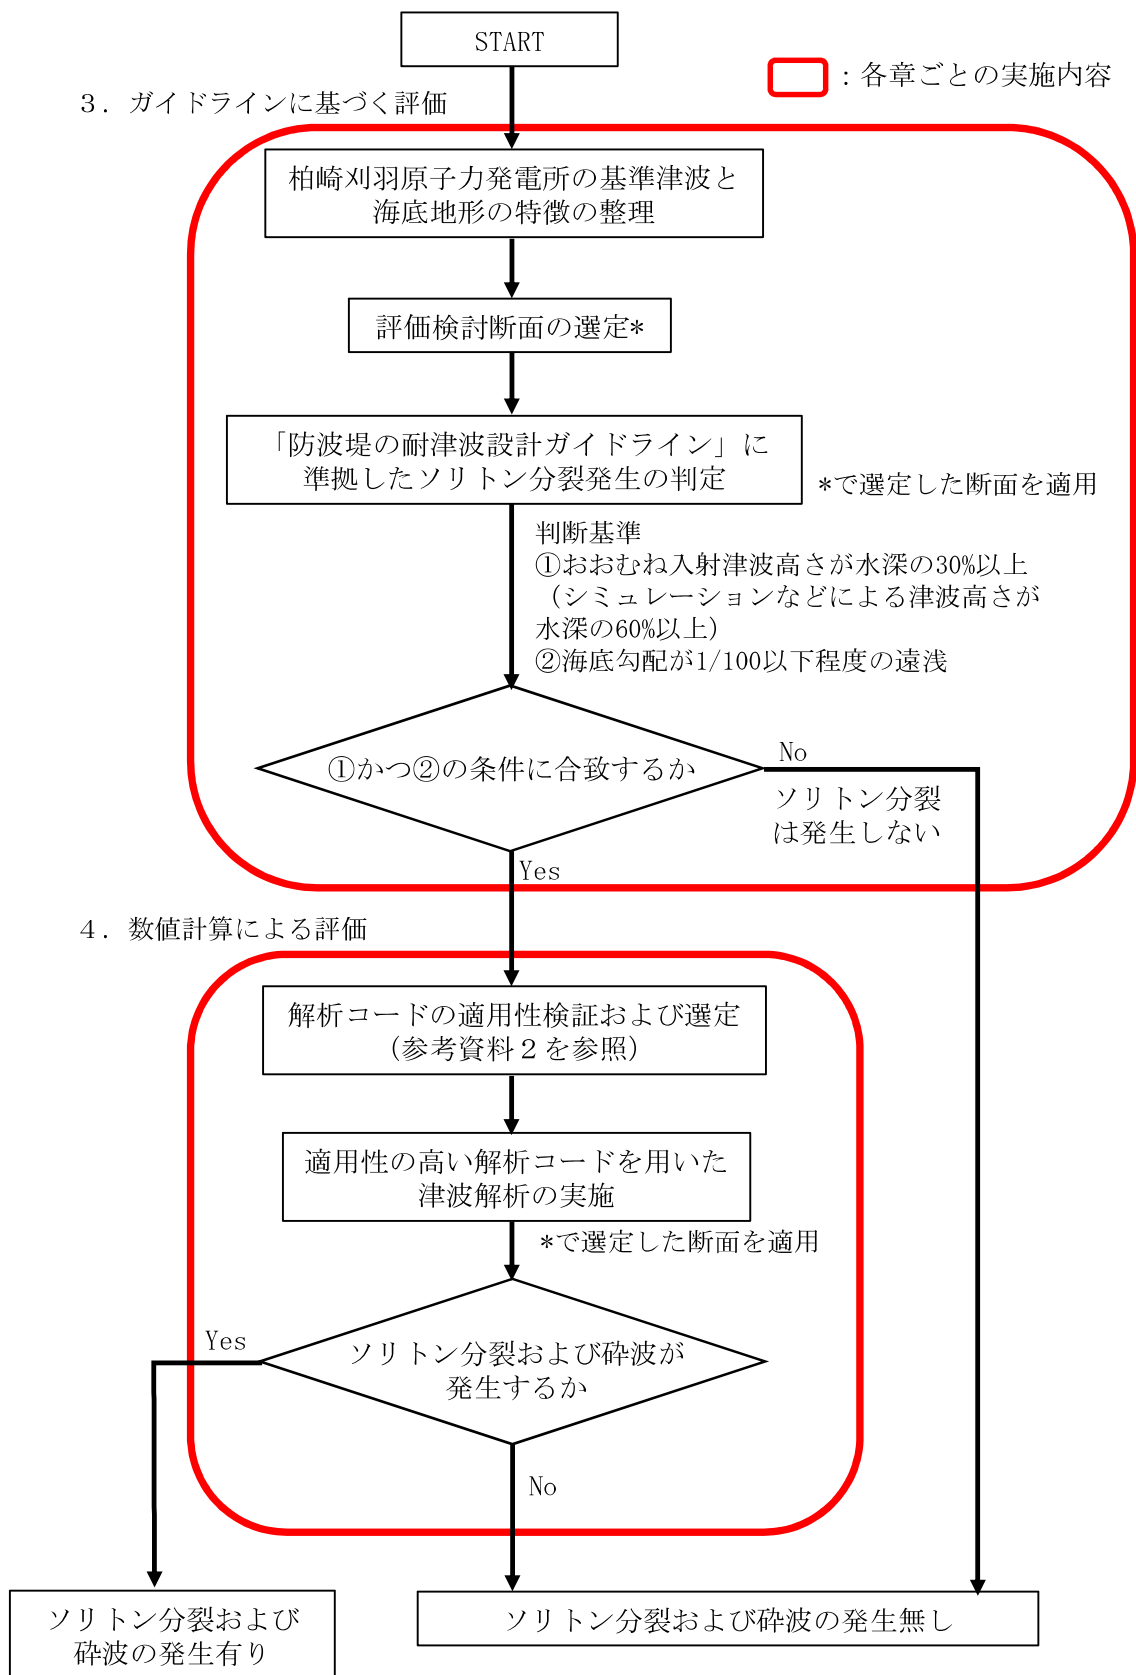 START
：各章ごとの実施内容
３．ガイドラインに基づく評価
柏崎刈羽原子力発電所の基準津波と
海底地形の特徴の整理
評価検討断面の選定*
「防波堤の耐津波設計ガイドライン」に
準拠したソリトン分裂発生の判定
*で選定した断面を適用
判断基準
①おおむね入射津波高さが水深の30%以上
（シミュレーションなどによる津波高さが
水深の60%以上）
②海底勾配が1/100以下程度の遠浅
①かつ②の条件に合致するか
No
ソリトン分裂
は発生しない
Yes
４．数値計算による評価
解析コードの適用性検証および選定
（参考資料２を参照）
適用性の高い解析コードを用いた
津波解析の実施
*で選定した断面を適用
Yes
ソリトン分裂および砕波が
発生するか
No
ソリトン分裂および
砕波の発生有り
ソリトン分裂および砕波の発生無し